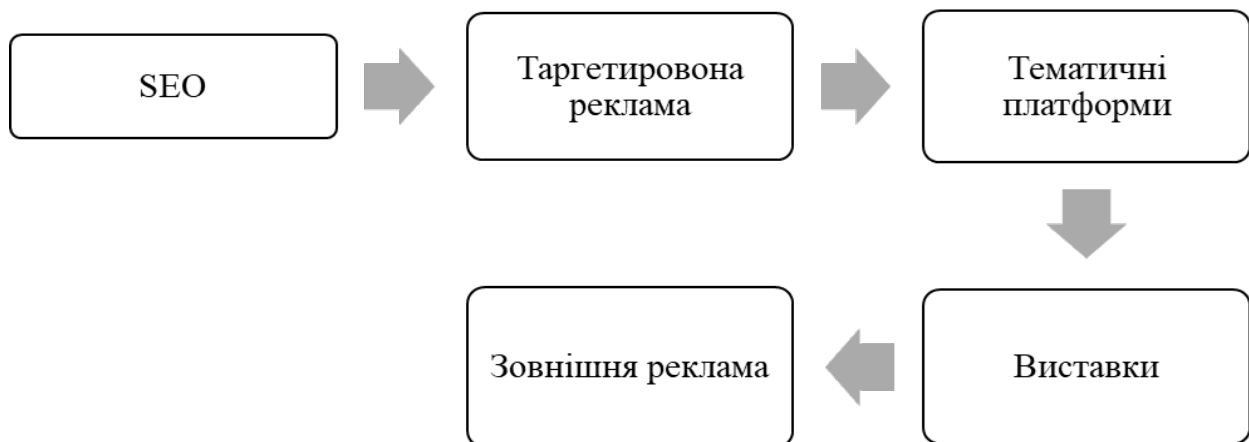 SEO
Таргетировона
реклама
Тематичні
платформи
Виставки
Зовнішня реклама